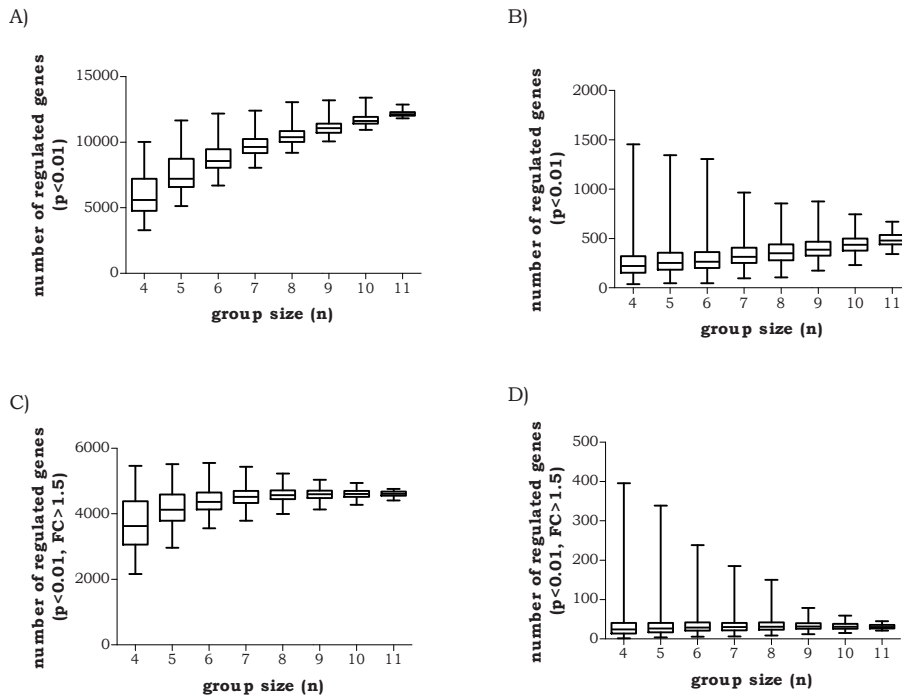 A)
number of regulated genes
(p<0.01)
15000
10000
5000
0
4 5 6 7 8 9 10 11
group size (n)
B)
number of regulated genes
(p<0.01)
2000
1500
1000
500
0
4 5 6 7 8 9 10 11
group size (n)
C)
number of regulated genes
(p<0.01, FC>1.5)
6000
4000
2000
0
4 5 6 7 8 9 10 11
group size (n)
D)
number of regulated genes
(p<0.01, FC>1.5)
500
400
300
200
100
0
4 5 6 7 8 9 10 11
group size (n)